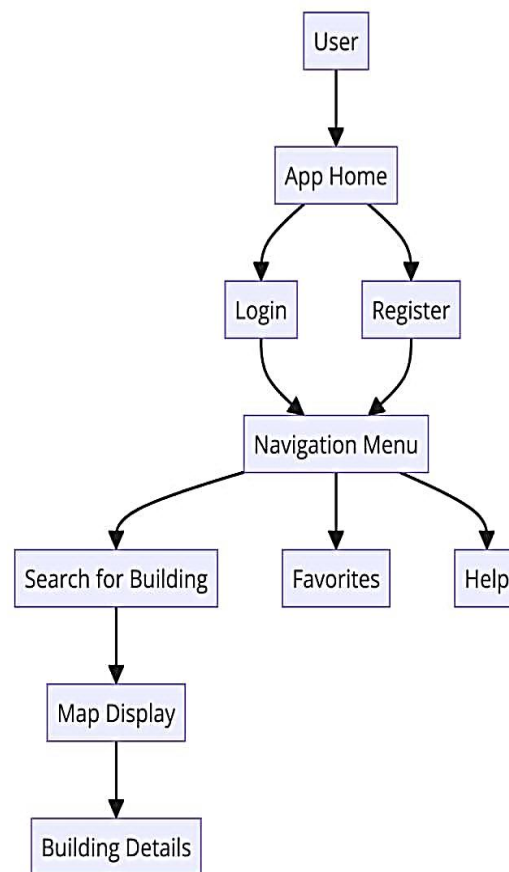 User
App Home
Login
Register
Navigation Menu
Search for Building
Favorites
Help
Map Display
Building Details